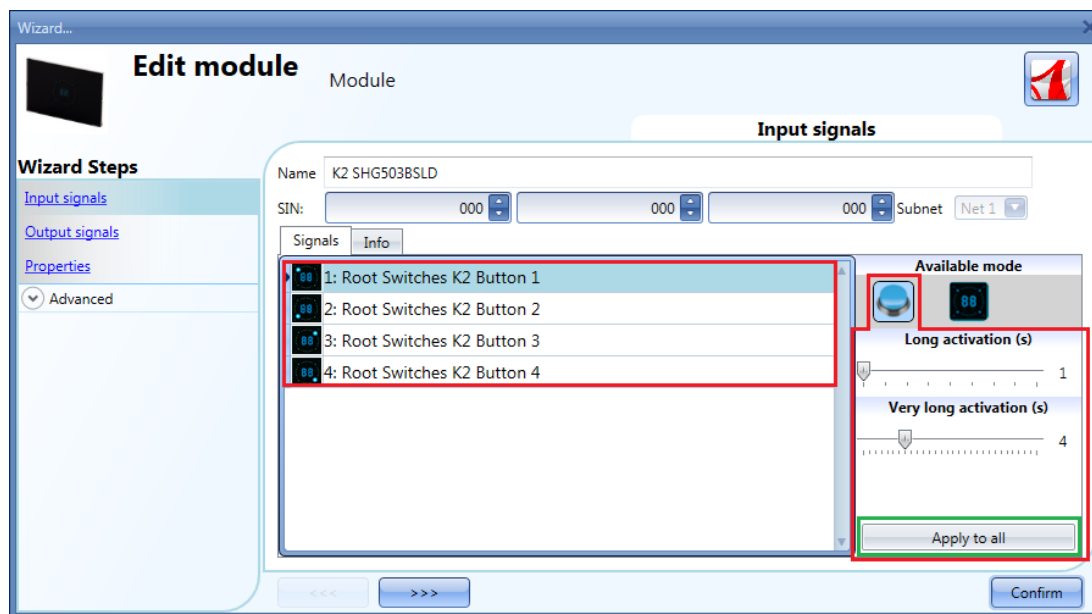 Wizard...
Edit module
Module
Input signals
Wizard Steps
Input signals
Output signals
Properties
Advanced
Name K2 SHG503BSLD
SIN: 000 000 000 Subnet Net 1
Signals Info
1: Root Switches K2 Button 1
2: Root Switches K2 Button 2
3: Root Switches K2 Button 3
4: Root Switches K2 Button 4
Available mode
88
Long activation (s)
1
Very long activation (s)
4
Apply to all
<<< >>> Confirm